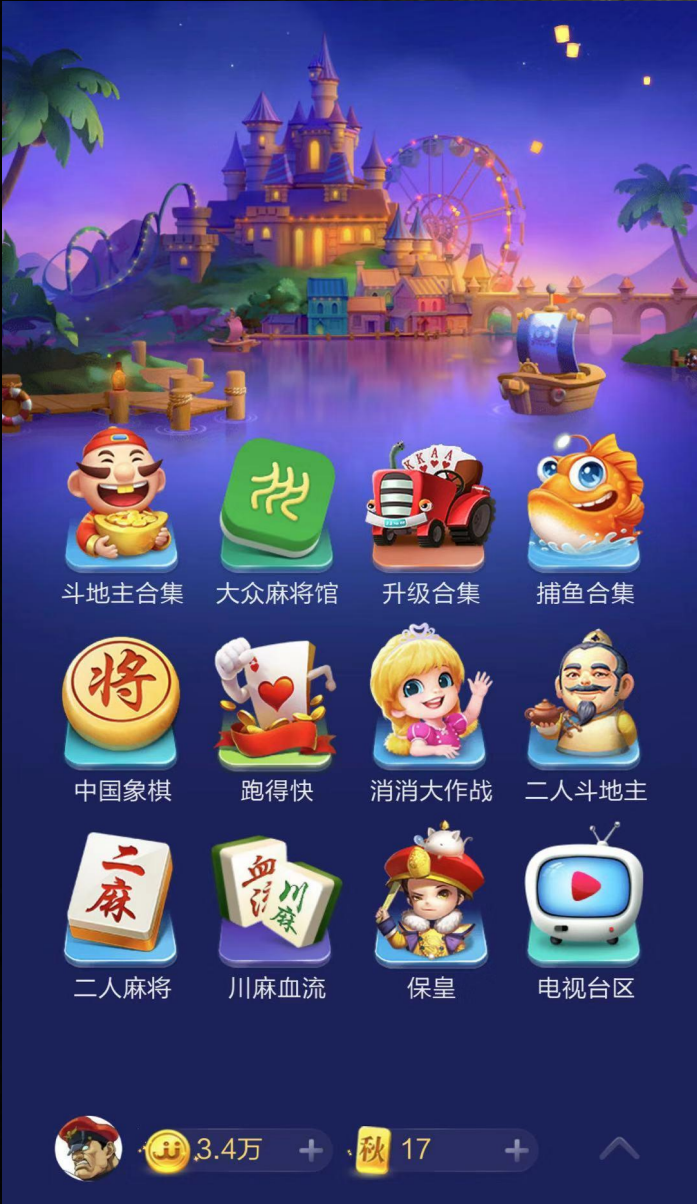 斗地主合集
大众麻将馆
K K A A
升级合集
捕鱼合集
将
中国象棋
跑得快
消消大作战
二人斗地主
二麻
二人麻将
血流
川麻
川麻血流
保皇
电视台区
JJ 3.4万 +
秋 17 +